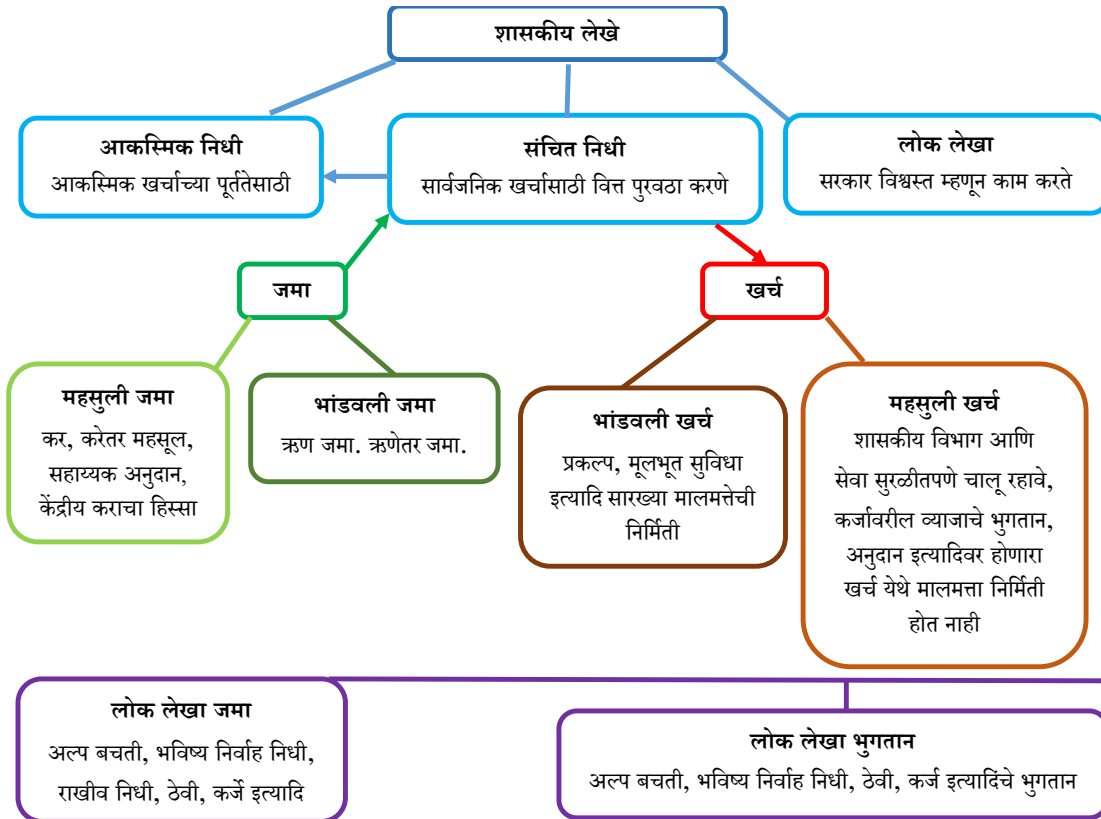 शासकीय लेखे
आकस्मिक निधी
आकस्मिक खर्चाच्या पूर्ततेसाठी
संचित निधी
सार्वजनिक खर्चासाठी वित्त पुरवठा करणे
लोक लेखा
सरकार विश्वस्त म्हणून काम करते
जमा
खर्च
महसुली जमा
कर, करेतर महसूल,
सहाय्यक अनुदान,
केंद्रीय कराचा हिस्सा
भांडवली जमा
ऋण जमा. ऋणेतर जमा.
भांडवली खर्च
प्रकल्प, मूलभूत सुविधा
इत्यादि सारख्या मालमत्तेची
निर्मिती
महसुली खर्च
शासकीय विभाग आणि
सेवा सुरळीतपणे चालू रहावे,
कर्जावरील व्याजाचे भुगतान,
अनुदान इत्यादिवर होणारा
खर्च येथे मालमत्ता निर्मिती
होत नाही
लोक लेखा जमा
अल्प बचती, भविष्य निर्वाह निधी,
राखीव निधी, ठेवी, कर्जे इत्यादि
लोक लेखा भुगतान
अल्प बचती, भविष्य निर्वाह निधी, ठेवी, कर्ज इत्यादिंचे भुगतान